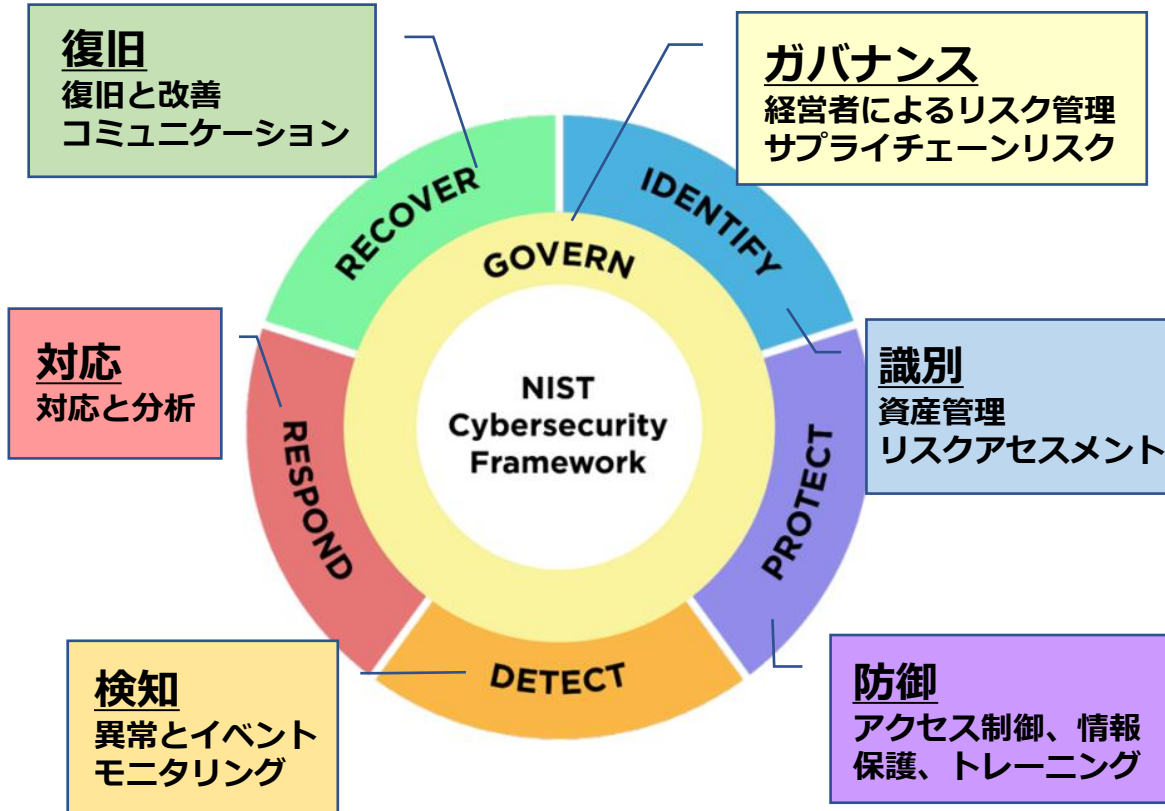 復旧
復旧と改善
コミュニケーション
ガバナンス
経営者によるリスク管理
サプライチェーンリスク
RECOVER
IDENTIFY
GOVERN
対応
対応と分析
NIST
Cybersecurity
Framework
識別
資産管理
リスクアセスメント
RESPOND
PROTECT
DETECT
検知
異常とイベント
モニタリング
防御
アクセス制御、情報
保護、トレーニング